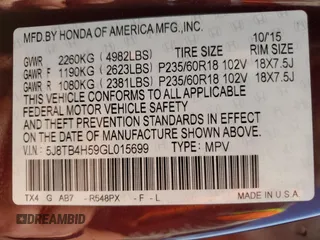 MFD.BY HONDA OF AMERICA MFG.,INC. 10/15
GVWR 2260KG (4982LBS) TIRE SIZE RIM SIZE
GAWR F 1190KG (2623LBS) P235/60R18 102V 18X7.5J
GAWR R 1080KG (2381LBS) P235/60R18 102V 18X7.5J
THIS VEHICLE CONFORMS TO ALL APPLICABLE
FEDERAL MOTOR VEHICLE SAFETY
AND THEFT PREVENTION STANDARDS IN EFFECT
ON THE DATE OF MANUFACTURE SHOWN ABOVE.
V.I.N: 5J8TB4H59GL015699 TYPE: MPV
TX4 G AB7 - R548PX - F - L
MADE IN U.S.A.
DREAMBID